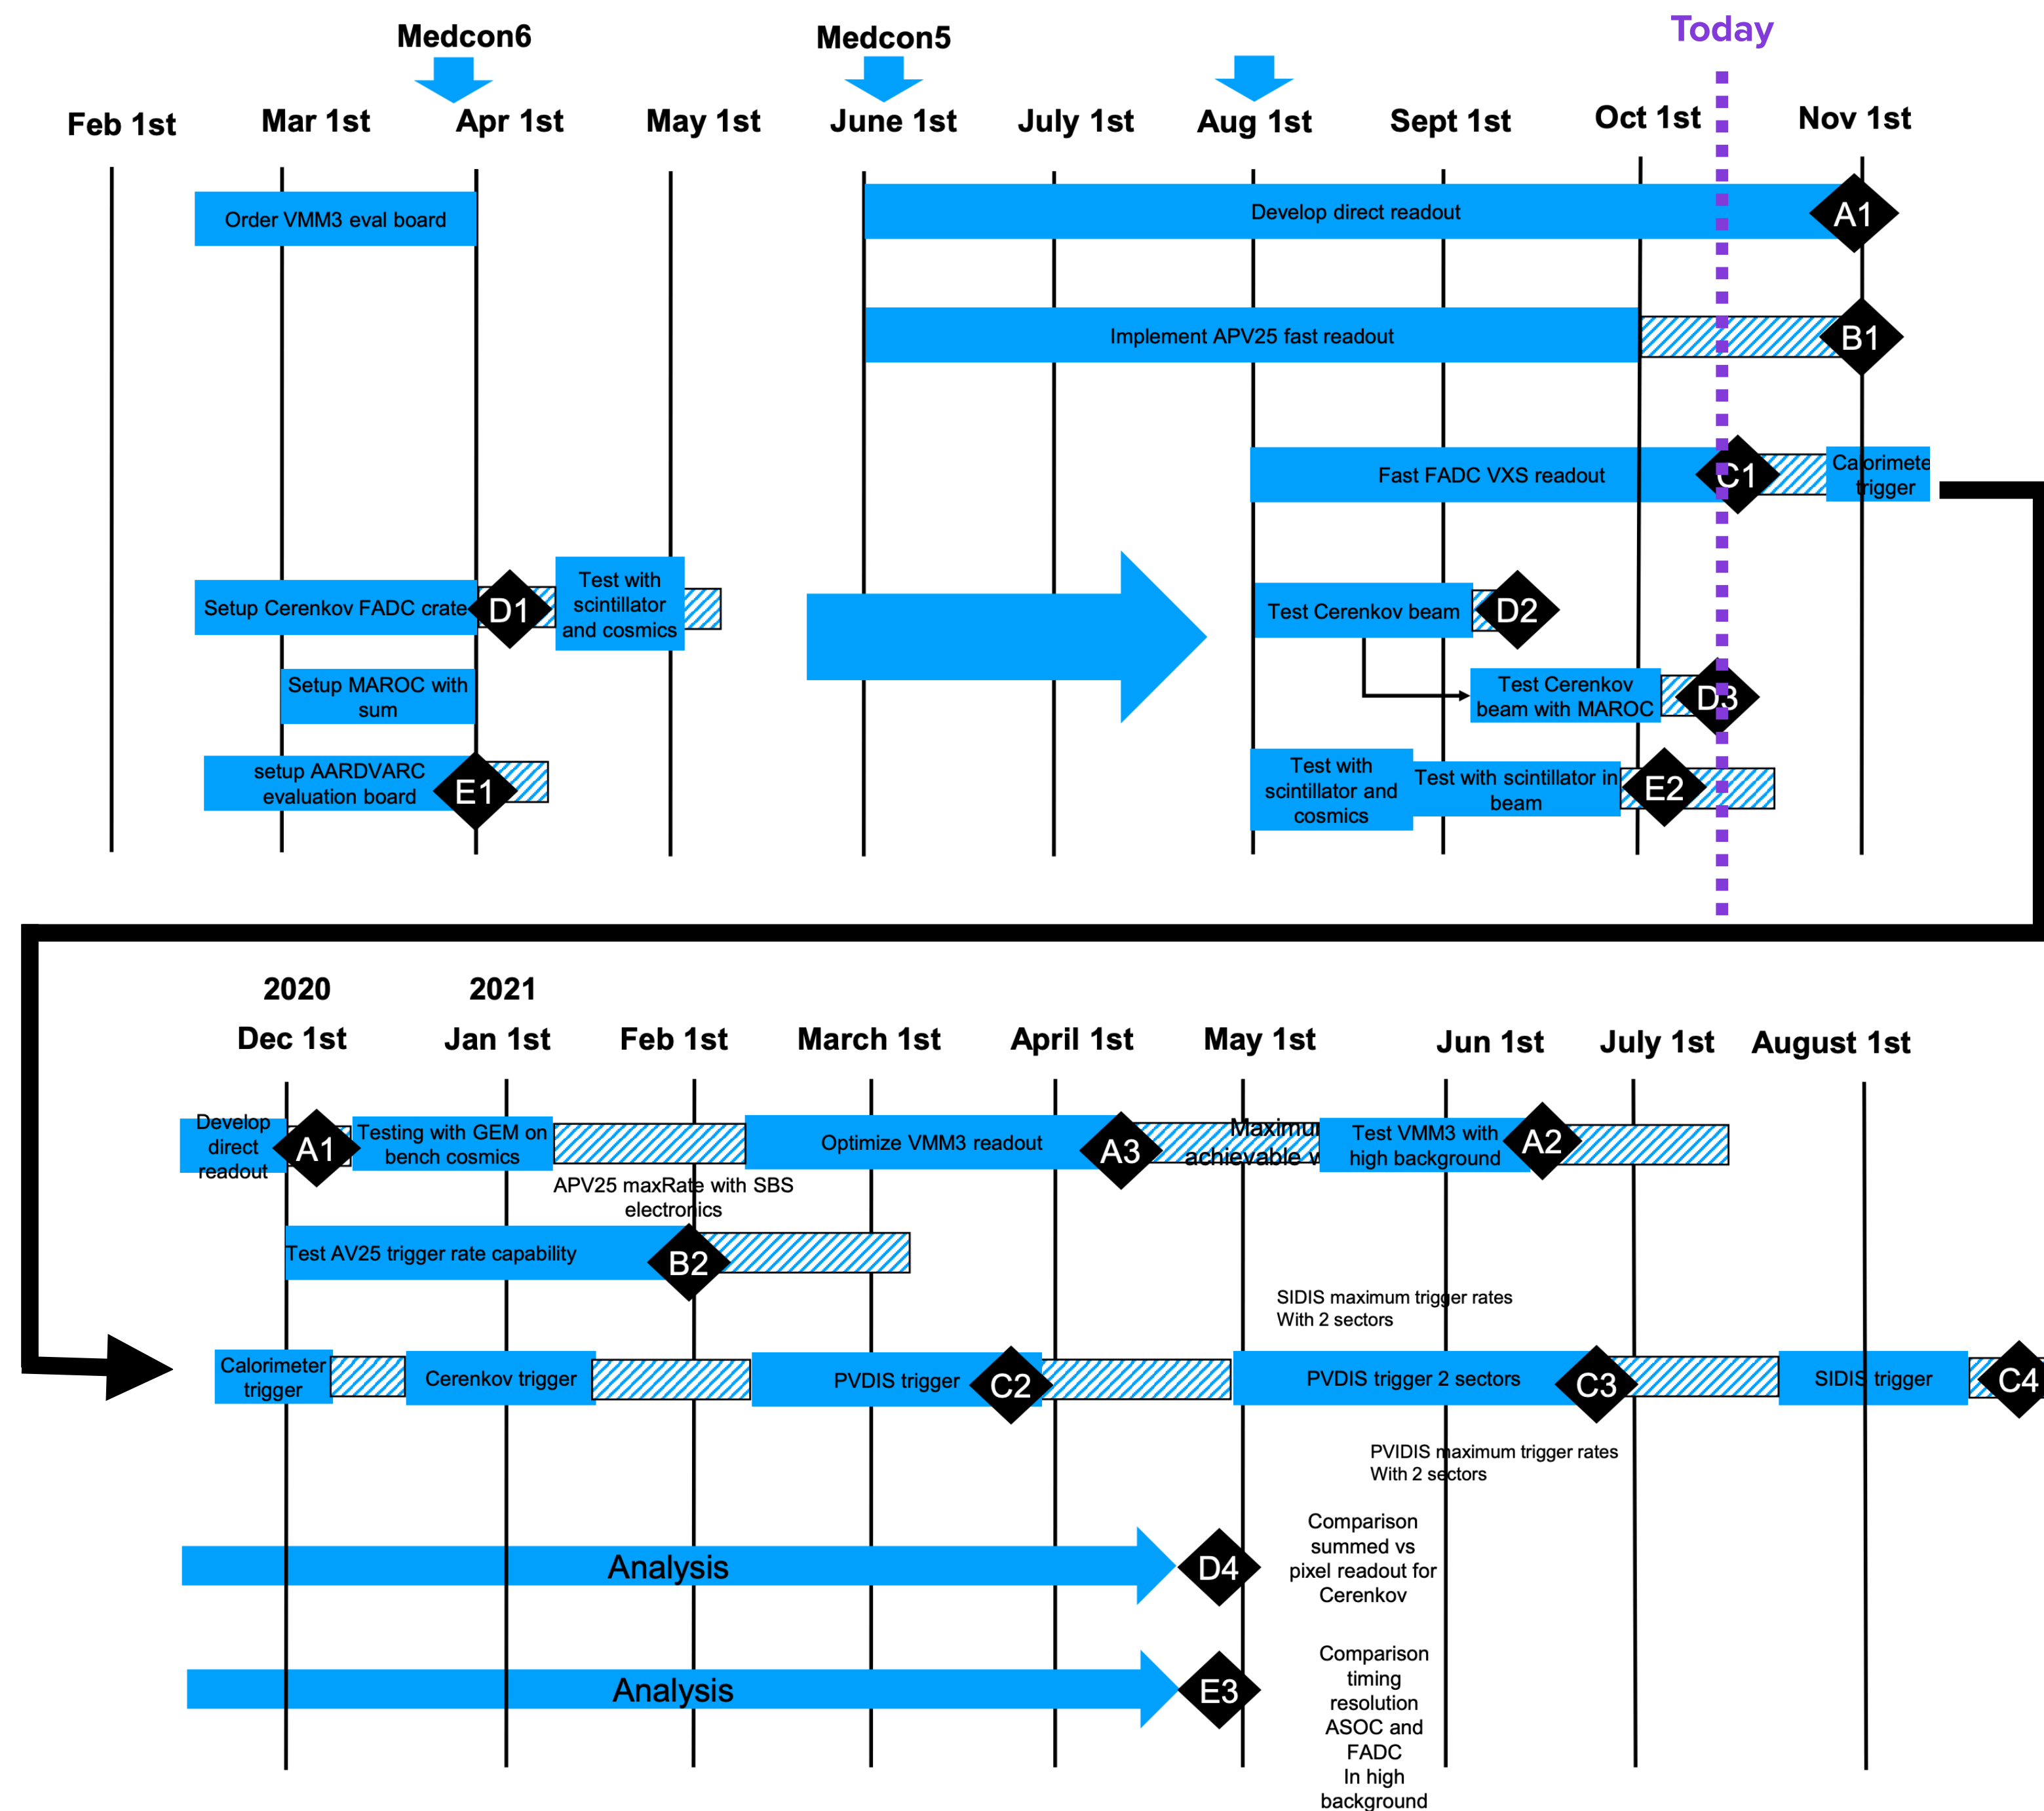 Today
Medcon6
Medcon5
Feb 1st
Mar 1st
Apr 1st
May 1st
June 1st
July 1st
Aug 1st
Sept 1st
Oct 1st
Nov 1st
Order VMM3 eval board
Develop direct readout
A1
Implement APV25 fast readout
B1
Fast FADC VXS readout
C1
Calorimete
trigger
Setup Cerenkov FADC crate
D1
Test with
scintillator
and cosmics
Test Cerenkov beam
D2
Setup MAROC with
sum
Test Cerenkov
beam with MAROC
D3
setup AARDVARC
evaluation board
E1
Test with
scintillator and
cosmics
Test with scintillator in
beam
E2
2020
2021
Dec 1st
Jan 1st
Feb 1st
March 1st
April 1st
May 1st
Jun 1st
July 1st
August 1st
Develop
direct
readout
A1
Testing with GEM on
bench cosmics
Optimize VMM3 readout
A3
Maximu
achievable w
Test VMM3 with
high background
A2
APV25 maxRate with SBS
electronics
Test AV25 trigger rate capability
B2
SIDIS maximum trigger rates
With 2 sectors
Calorimeter
trigger
Cerenkov trigger
PVDIS trigger
C2
PVDIS trigger 2 sectors
C3
SIDIS trigger
C4
PVIDIS maximum trigger rates
With 2 sectors
Analysis
D4
Comparison
summed vs
pixel readout for
Cerenkov
Analysis
E3
Comparison
timing
resolution
ASOC and
FADC
In high
background